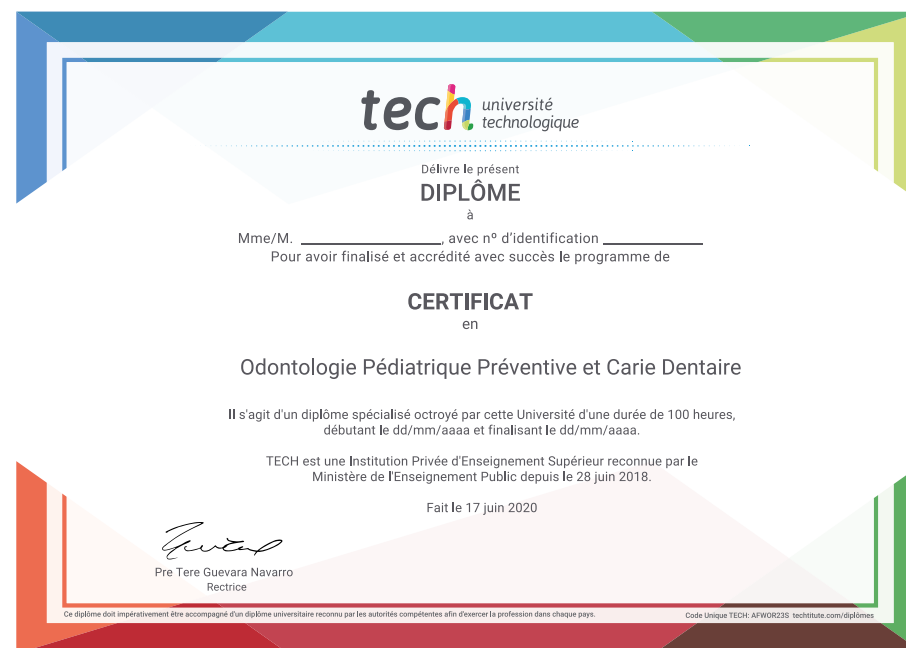 tech université
technologique
Délivre le présent
DIPLÔME
à
Mme/M. ____________________, avec nº d'identification ______________
Pour avoir finalisé et accrédité avec succès le programme de
CERTIFICAT
en
Odontologie Pédiatrique Préventive et Carie Dentaire
Il s'agit d'un diplôme spécialisé octroyé par cette Université d'une durée de 100 heures,
débutant le dd/mm/aaaa et finalisant le dd/mm/aaaa.
TECH est une Institution Privée d'Enseignement Supérieur reconnue par le
Ministère de l'Enseignement Public depuis le 28 juin 2018.
Fait le 17 juin 2020
Pre Tere Guevara Navarro
Rectrice
Ce diplôme doit impérativement être accompagné d'un diplôme universitaire reconnu par les autorités compétentes afin d'exercer la profession dans chaque pays.
Code Unique TECH: AFWOR23S techtitute.com/diplômes